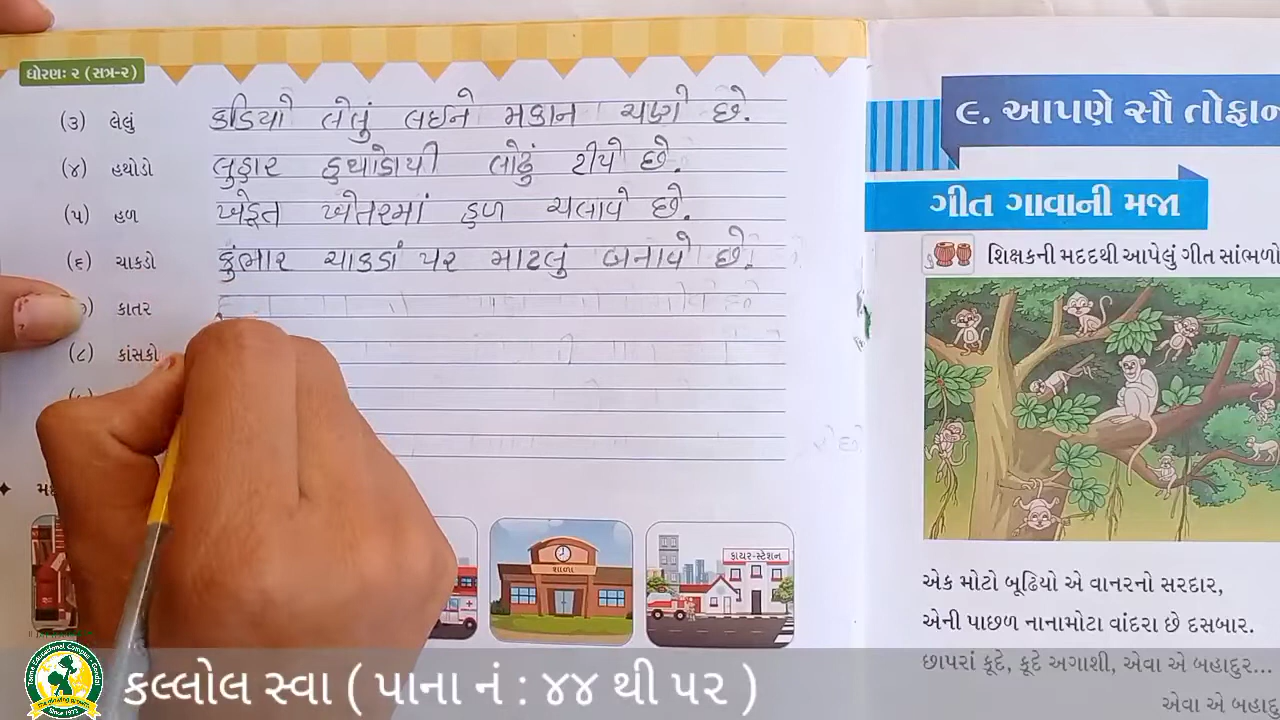 ધોરણઃ ૨ (સત્ર-૨)
(૩) લેલું કડિયો લેલું લઈને મકાન ચણે છે.
(૪) હથોડો લુહાર હથોડાથી લોઢું ટીપે છે.
(૫) હળ ખેડૂત ખેતરમાં હળ ચલાવે છે.
(૬) ચાકડો કુંભાર ચાકડાં પર માટલું બનાવે છે.
કાતર
(૮) કાંસકો
શાળા
ફાયર-સ્ટેશન
૯. આપણે સૌ તોફાન
ગીત ગાવાની મજા
શિક્ષકની મદદથી આપેલું ગીત સાંભળો
એક મોટો બૂઢિયો એ વાનરનો સરદાર,
એની પાછળ નાનામોટા વાંદરા છે દસબાર.
છાપરાં કૂદે, કૂદે અગાશી, એવા એ બહાદુર...
એવા એ બહાદુ
કલ્લોલ સ્વા ( પાના નં : ૪૪ થી ૫૨ )